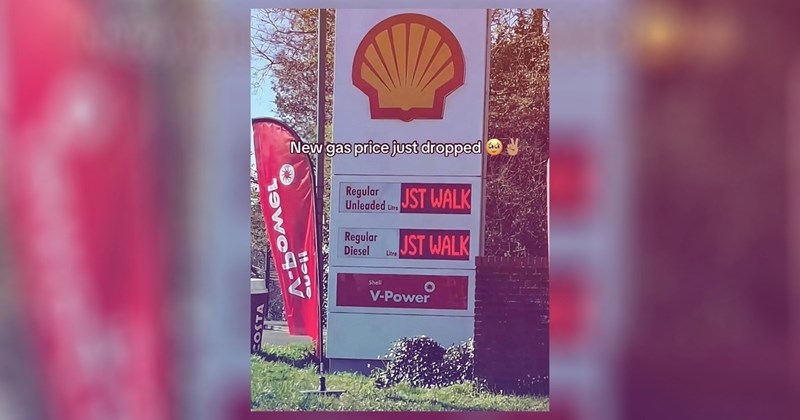 New gas price just dropped 🥹✌🏼
Regular
Unleaded Litre JST WALK
Regular
Diesel Litre JST WALK
Shell
V-Power
V-Power
Shell
COSTA